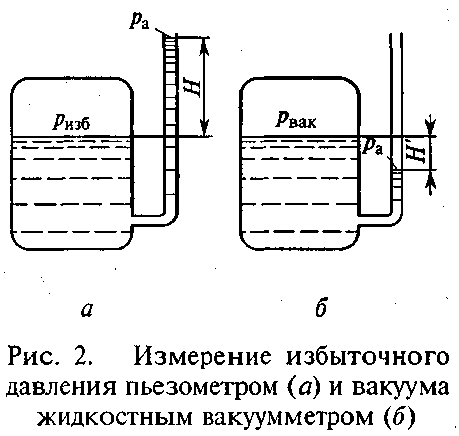 pа
H
pизб
а
pвак
pа
H'
б
Рис. 2. Измерение избыточного
давления пьезометром (а) и вакуума
жидкостным вакуумметром (б)